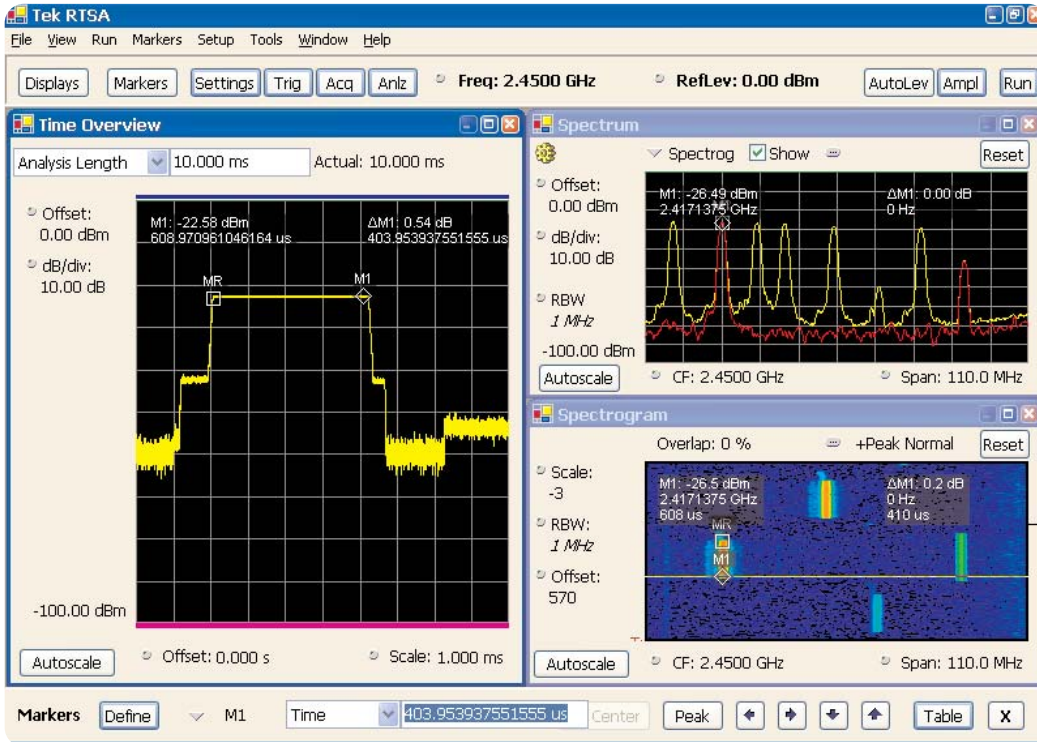 Tek RTSA
File View Run Markers Setup Tools Window Help
Displays Markers Settings Trig Acq Anlz Freq: 2.4500 GHz RefLev: 0.00 dBm AutoLev Ampl Run
Time Overview
Analysis Length 10.000 ms Actual: 10.000 ms
Offset:
0.00 dBm
dB/div:
10.00 dB
M1: -22.58 dBm
608.970961046164 us
ΔM1: 0.54 dB
403.953937551555 us
MR
M1
-100.00 dBm
Autoscale Offset: 0.000 s Scale: 1.000 ms
Spectrum
Spectrog Show Reset
Offset:
0.00 dBm
dB/div:
10.00 dB
RBW
1 MHz
-100.00 dBm
M1: -26.49 dBm
2.4171375 GHz
ΔM1: 0.00 dB
0 Hz
Autoscale CF: 2.4500 GHz Span: 110.0 MHz
Spectrogram
Overlap: 0 % +Peak Normal Reset
Scale:
-3
RBW:
1 MHz
Offset:
570
M1: -26.5 dBm
2.4171375 GHz
608 us
ΔM1: 0.2 dB
0 Hz
410 us
MR
M1
Autoscale CF: 2.4500 GHz Span: 110.0 MHz
Markers Define M1 Time 403.953937551555 us Center Peak Table X